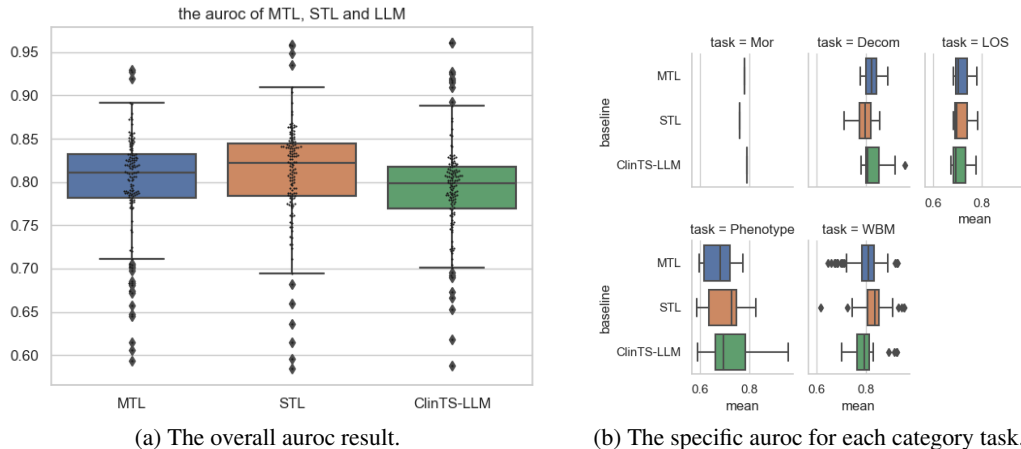 the auroc of MTL, STL and LLM
0.95
0.90
0.85
0.80
0.75
0.70
0.65
0.60
MTL STL ClinTS-LLM
(a) The overall auroc result.
task = Mor task = Decom task = LOS
baseline
MTL
STL
ClinTS-LLM
0.6 0.8
mean
task = Phenotype task = WBM
baseline
MTL
STL
ClinTS-LLM
0.6 0.8 0.6 0.8
mean mean
(b) The specific auroc for each category task.